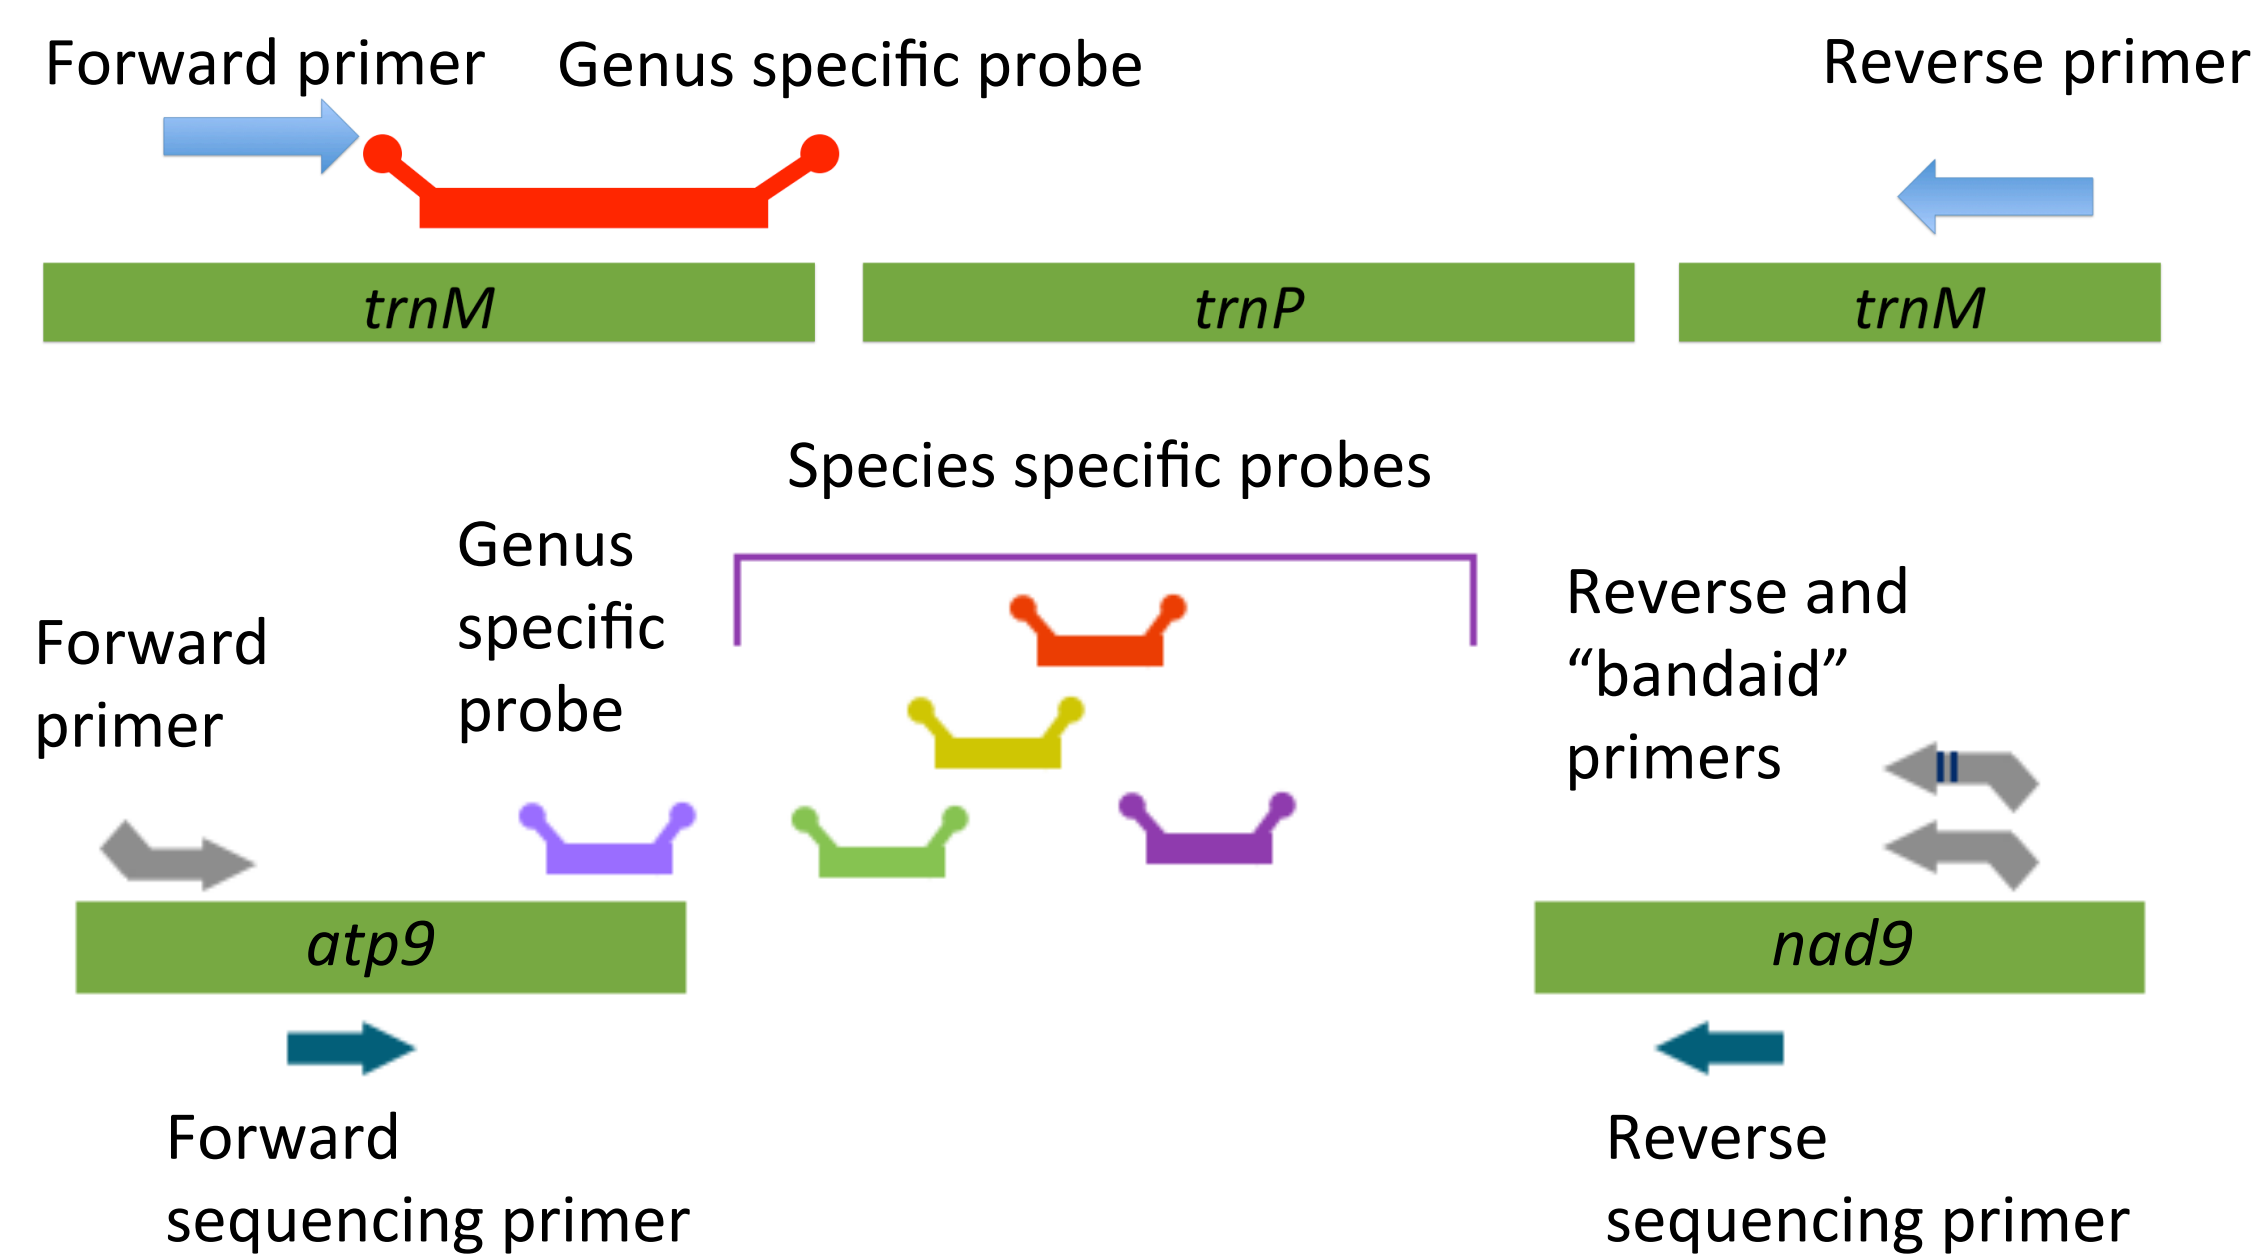 Forward primer
Genus specific probe
Reverse primer
trnM
trnP
trnM
Species specific probes
Genus
specific
probe
Forward
primer
Reverse and
“bandaid”
primers
atp9
nad9
Forward
sequencing primer
Reverse
sequencing primer